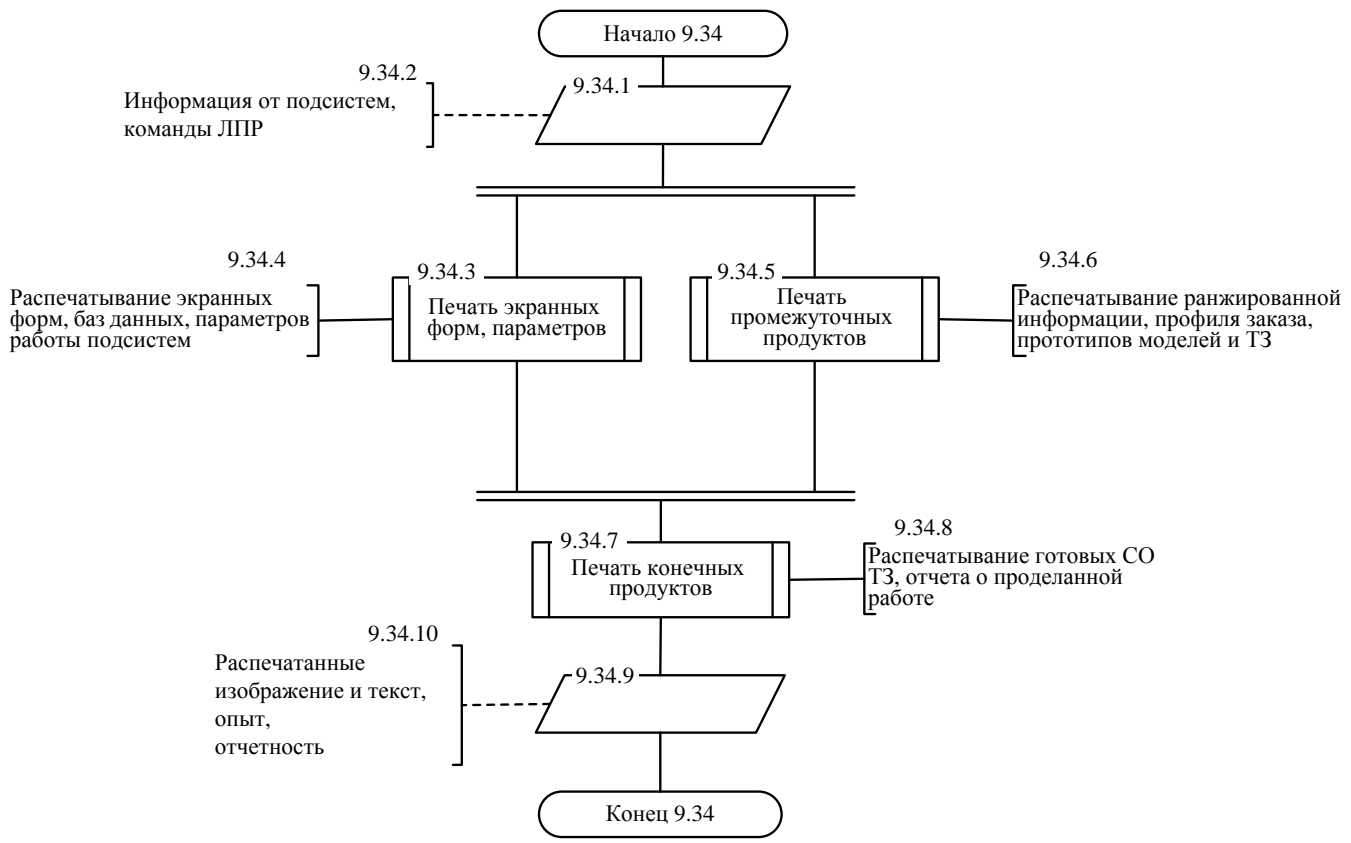 Начало 9.34
9.34.2
Информация от подсистем,
команды ЛПР
9.34.1
9.34.4
Распечатывание экранных
форм, баз данных, параметров
работы подсистем
9.34.3
Печать экранных
форм, параметров
9.34.5
Печать
промежуточных
продуктов
9.34.6
Распечатывание ранжированной
информации, профиля заказа,
прототипов моделей и ТЗ
9.34.7
Печать конечных
продуктов
9.34.8
Распечатывание готовых СО
ТЗ, отчета о проделанной
работе
9.34.10
Распечатанные
изображение и текст,
опыт,
отчетность
9.34.9
Конец 9.34